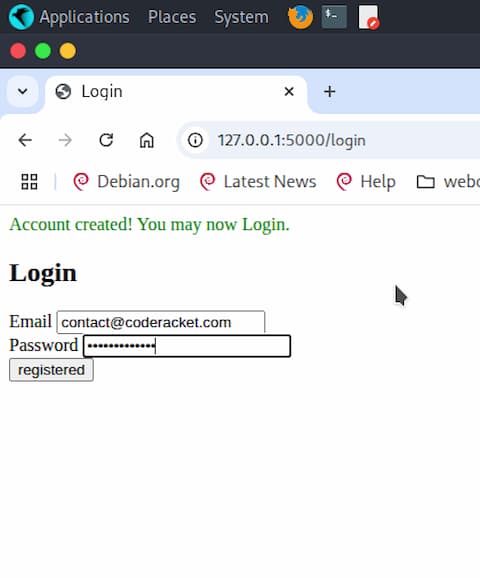 Applications Places System
Login
127.0.0.1:5000/login
Debian.org Latest News Help
Account created! You may now Login.
Login
Email contact@coderacket.com
Password •••••••••••••
registered